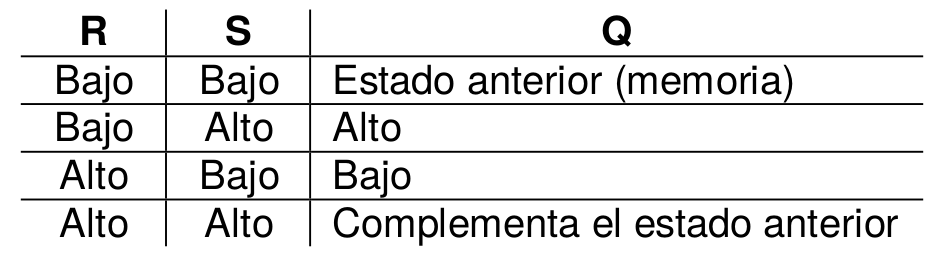 R S Q
Bajo Bajo Estado anterior (memoria)
Bajo Alto Alto
Alto Bajo Bajo
Alto Alto Complementa el estado anterior